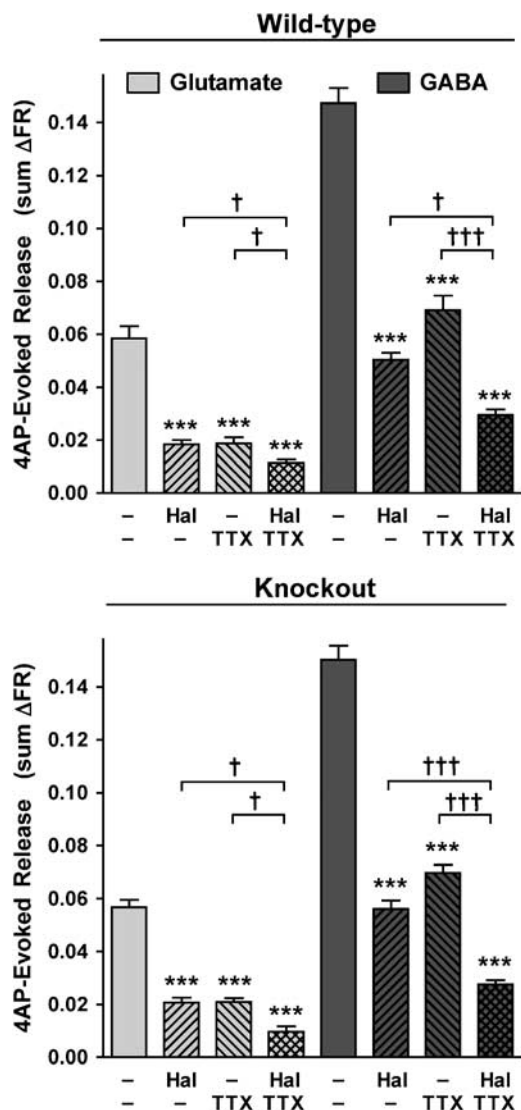 Wild-type
4AP-Evoked Release (sum ΔFR)
Glutamate GABA
0.14
0.12
0.10
0.08
0.06
0.04
0.02
0.00
† †
† †††
*** *** *** *** *** ***
– Hal – Hal – Hal – Hal
– – TTX TTX – – TTX TTX
Knockout
4AP-Evoked Release (sum ΔFR)
0.14
0.12
0.10
0.08
0.06
0.04
0.02
0.00
† †††
† †††
*** *** *** *** *** ***
– Hal – Hal – Hal – Hal
– – TTX TTX – – TTX TTX